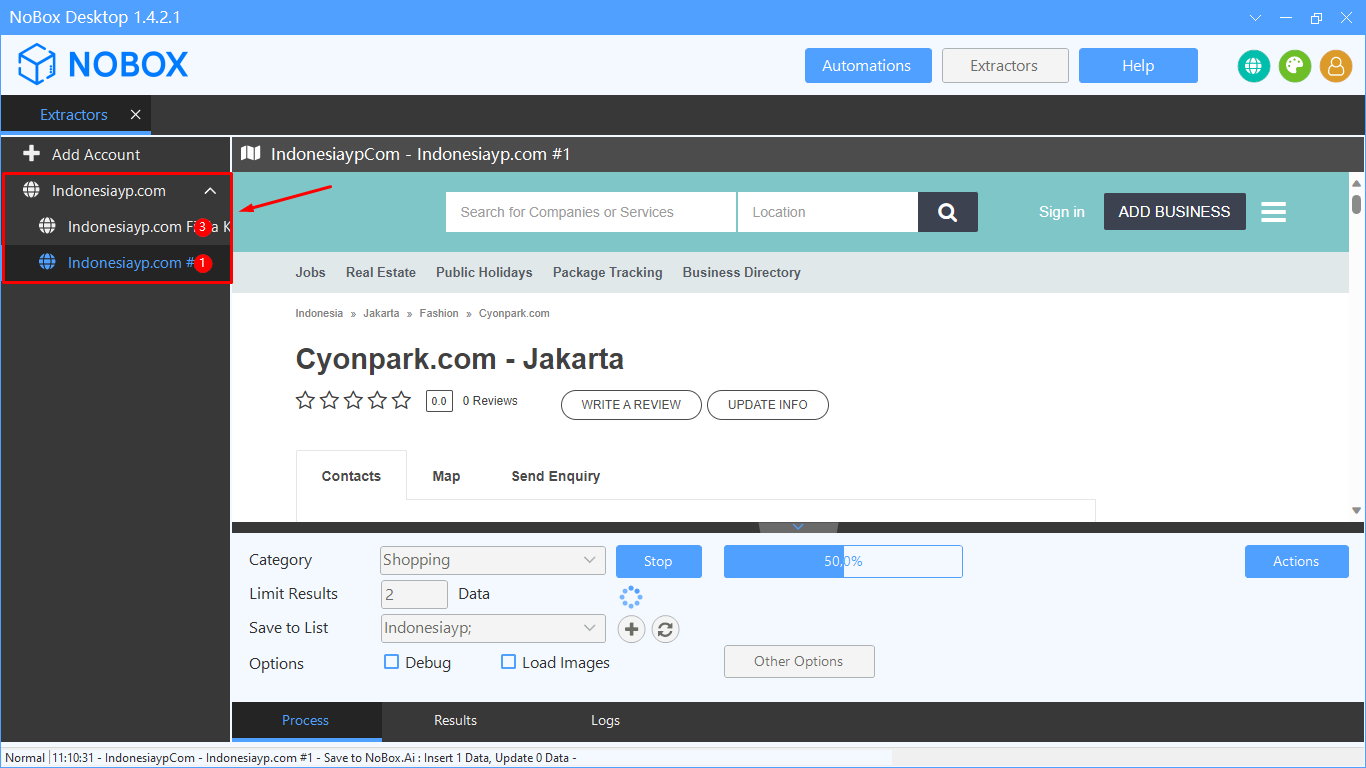 NoBox Desktop 1.4.2.1
NOBOX
Automations
Extractors
Help
Extractors
Add Account
IndonesiaypCom - Indonesiayp.com #1
Indonesiayp.com
Indonesiayp.com Fi a K
3
Indonesiayp.com #
1
Search for Companies or Services
Location
Sign in
ADD BUSINESS
Jobs Real Estate Public Holidays Package Tracking Business Directory
Indonesia » Jakarta » Fashion » Cyonpark.com
Cyonpark.com - Jakarta
0.0 0 Reviews
WRITE A REVIEW
UPDATE INFO
Contacts Map Send Enquiry
Category Shopping Stop 50,0% Actions
Limit Results 2 Data
Save to List Indonesiayp;
Options Debug Load Images Other Options
Process Results Logs
Normal 11:10:31 - IndonesiaypCom - Indonesiayp.com #1 - Save to NoBox.Ai : Insert 1 Data, Update 0 Data -